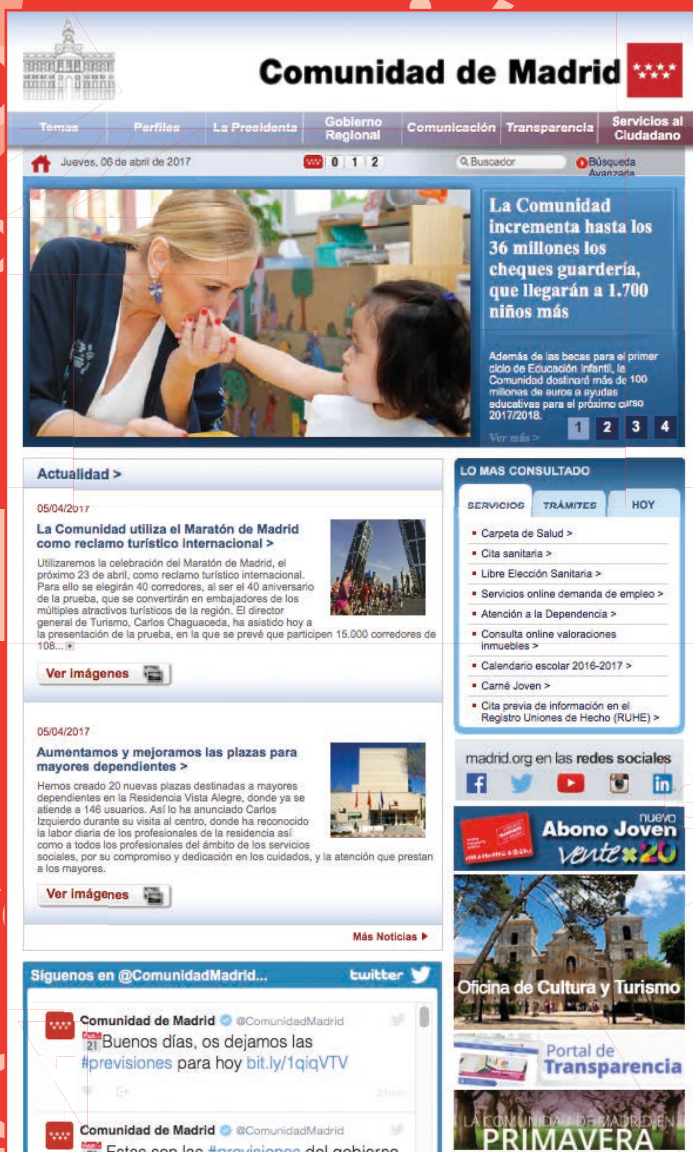 Comunidad de Madrid
Temas Perfiles La Presidenta Gobierno Regional Comunicación Transparencia Servicios al Ciudadano
Jueves, 06 de abril de 2017
0 1 2
Buscador
Búsqueda Avanzada
La Comunidad
incrementa hasta los
36 millones los
cheques guardería,
que llegarán a 1.700
niños más
Además de las becas para el primer
ciclo de Educación Infantil, la
Comunidad destinará más de 100
millones de euros a ayudas
educativas para el próximo curso
2017/2018.
Ver más >
1 2 3 4
Actualidad >
05/04/2017
La Comunidad utiliza el Maratón de Madrid
como reclamo turístico internacional >
Utilizaremos la celebración del Maratón de Madrid, el
próximo 23 de abril, como reclamo turístico internacional.
Para ello se elegirán 40 corredores, al ser el 40 aniversario
de la prueba, que se convertirán en embajadores de los
múltiples atractivos turísticos de la región. El director
general de Turismo, Carlos Chaguaceda, ha asistido hoy a
la presentación de la prueba, en la que se prevé que participen 15.000 corredores de
108...
Ver imágenes
05/04/2017
Aumentamos y mejoramos las plazas para
mayores dependientes >
Hemos creado 20 nuevas plazas destinadas a mayores
dependientes en la Residencia Vista Alegre, donde ya se
atiende a 146 usuarios. Así lo ha anunciado Carlos
Izquierdo durante su visita al centro, donde ha reconocido
la labor diaria de los profesionales de la residencia así
como a todos los profesionales del ámbito de los servicios
sociales, por su compromiso y dedicación en los cuidados, y la atención que prestan
a los mayores.
Ver imágenes
Más Noticias
LO MAS CONSULTADO
SERVICIOS TRÁMITES HOY
Carpeta de Salud >
Cita sanitaria >
Libre Elección Sanitaria >
Servicios online demanda de empleo >
Atención a la Dependencia >
Consulta online valoraciones
inmuebles >
Calendario escolar 2016-2017 >
Carné Joven >
Cita previa de información en el
Registro Uniones de Hecho (RUHE) >
madrid.org en las redes sociales
nuevo
Abono Joven
vente x 20
Oficina de Cultura y Turismo
Portal de
Transparencia
LA COMUNIDAD DE MADRID EN
PRIMAVERA
Síguenos en @ComunidadMadrid...
twitter
Comunidad de Madrid @ComunidadMadrid
21 Buenos días, os dejamos las
#previsiones para hoy bit.ly/1qiqVTV
Comunidad de Madrid @ComunidadMadrid
Estas son las #previsiones del gobierno